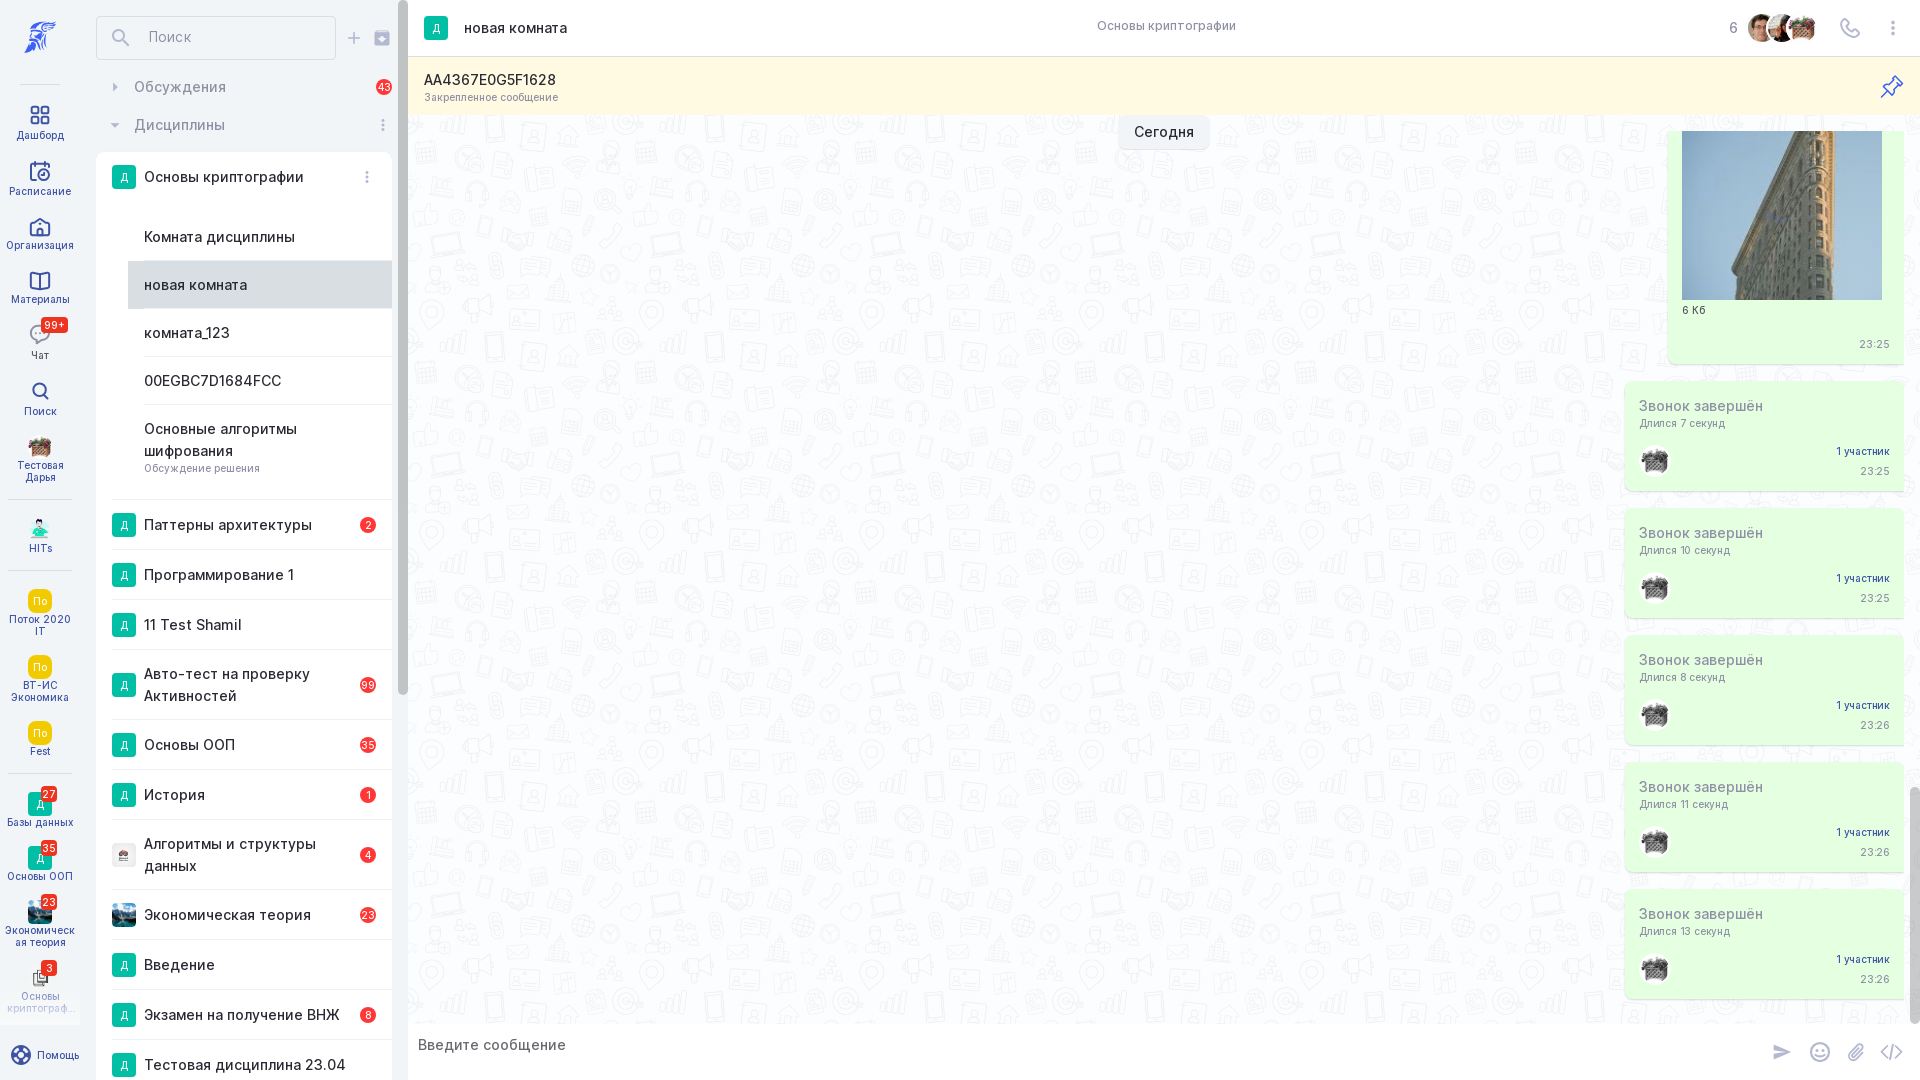 Дашборд
Расписание
Организация
Материалы
99+
Чат
Поиск
Тестовая
Дарья
HITs
По
Поток 2020
IT
По
ВТ-ИС
Экономика
По
Fest
27
Д
Базы данных
35
Д
Основы ООП
23
Экономическ
ая теория
3
Основы
криптограф...
Помощь
Поиск
Обсуждения
43
Дисциплины
Д
Основы криптографии
Комната дисциплины
новая комната
комната_123
00EGBC7D1684FCC
Основные алгоритмы
шифрования
Обсуждение решения
Д
Паттерны архитектуры
2
Д
Программирование 1
Д
11 Test Shamil
Д
Авто-тест на проверку
Активностей
99
Д
Основы ООП
35
Д
История
1
Алгоритмы и структуры
данных
4
Экономическая теория
23
Д
Введение
Д
Экзамен на получение ВНЖ
8
Д
Тестовая дисциплина 23.04
Д
новая комната
Основы криптографии
6
AA4367E0G5F1628
Закрепленное сообщение
Сегодня
6 Кб
23:25
Звонок завершён
Длился 7 секунд
1 участник
23:25
Звонок завершён
Длился 10 секунд
1 участник
23:25
Звонок завершён
Длился 8 секунд
1 участник
23:26
Звонок завершён
Длился 11 секунд
1 участник
23:26
Звонок завершён
Длился 13 секунд
1 участник
23:26
Введите сообщение